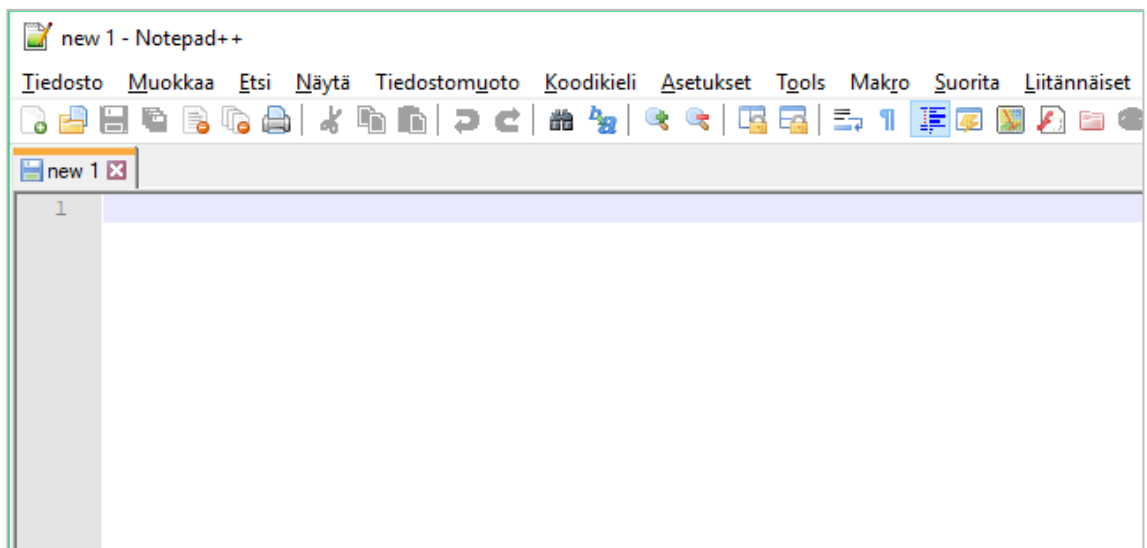 new 1 - Notepad++
Tiedosto Muokkaa Etsi Näytä Tiedostomuoto Koodikieli Asetukset Tools Makro Suorita Liitännäiset
new 1
1